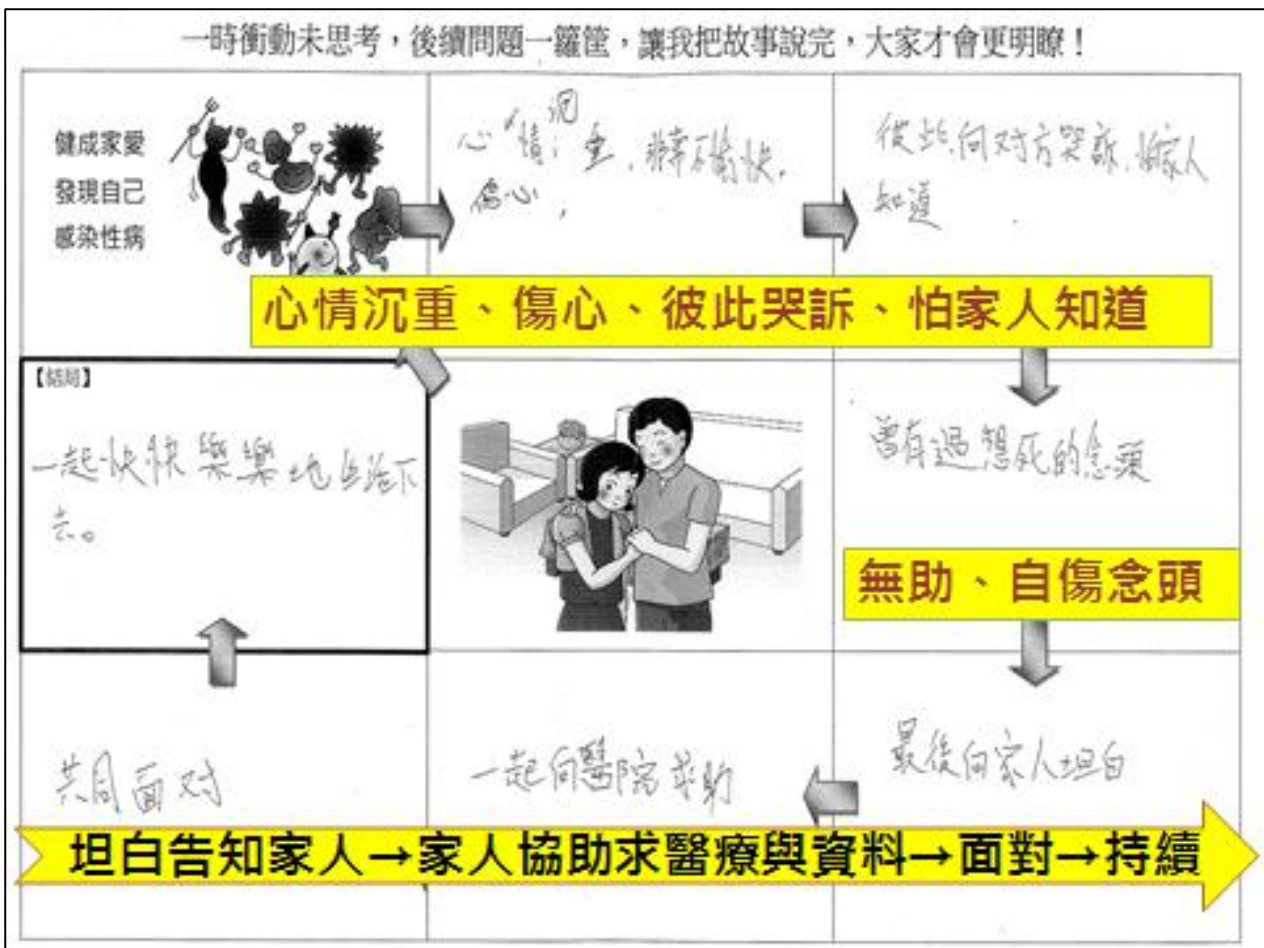 一時衝動未思考，後續問題一籮筐，讓我把故事說完，大家才會更明瞭！
健成家愛
發現自己
感染性病
心情沉重，非常不愉快，
傷心，
彼此向对方哭訴，怕家人
知道
心情沉重、傷心、彼此哭訴、怕家人知道
曾有過想死的念頭
無助、自傷念頭
最後向家人坦白
一起向醫院求助
共同面对
坦白告知家人→家人協助求醫療與資料→面對→持續
【結局】
一起快快樂樂地生活下
去。